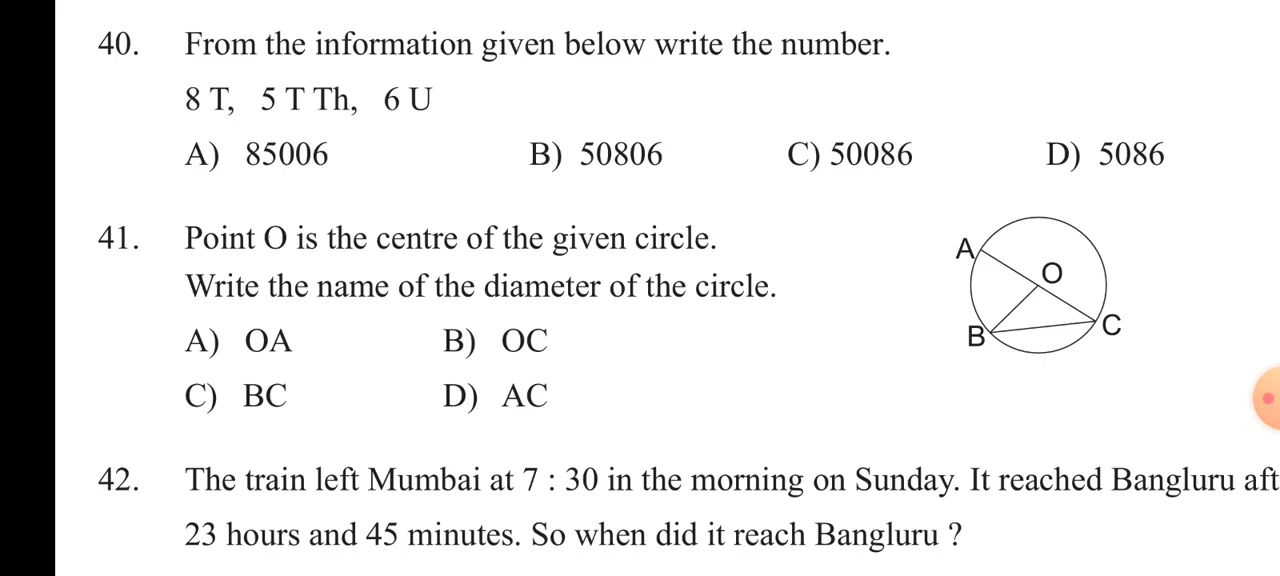 40. From the information given below write the number.
8 T, 5 T Th, 6 U
A) 85006 B) 50806 C) 50086 D) 5086
41. Point O is the centre of the given circle.
Write the name of the diameter of the circle.
A) OA B) OC
C) BC D) AC
A
O
B
C
42. The train left Mumbai at 7 : 30 in the morning on Sunday. It reached Bangluru aft
23 hours and 45 minutes. So when did it reach Bangluru ?